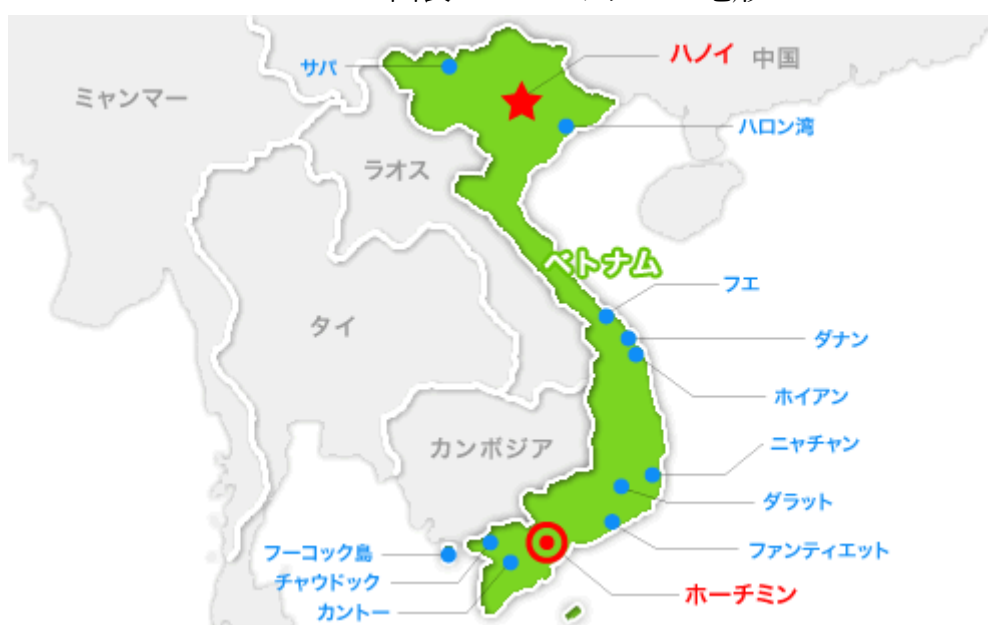 ハノイ
中国
サパ
ミャンマー
ハロン湾
ラオス
ベトナム
フエ
タイ
ダナン
ホイアン
カンボジア
ニャチャン
ダラット
フーコック島
ファンティエット
チャウドック
ホーチミン
カントー